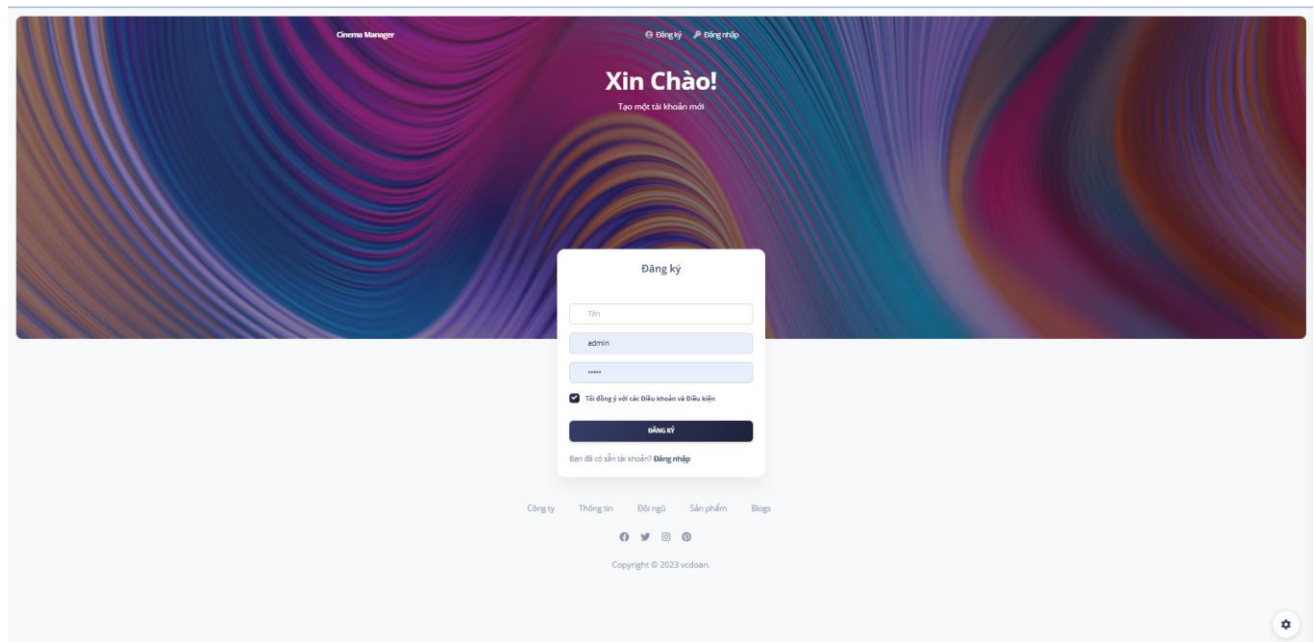 Cinema Manager
Đăng ký
Đăng nhập
Xin Chào!
Tạo một tài khoản mới
Đăng ký
Tên
admin
•••••
Tôi đồng ý với các Điều khoản và Điều kiện
ĐĂNG KÝ
Bạn đã có sẵn tài khoản? Đăng nhập
Công ty Thông tin Đội ngũ Sản phẩm Blogs
Copyright © 2023 vcdoan.